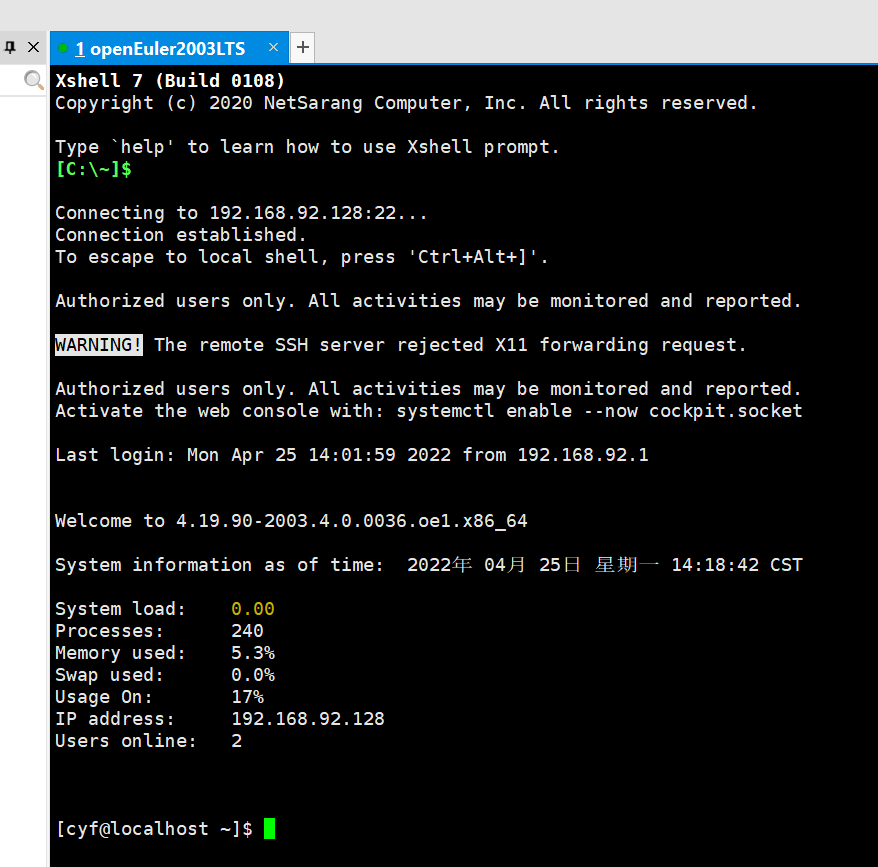 1 openEuler2003LTS × +
Xshell 7 (Build 0108)
Copyright (c) 2020 NetSarang Computer, Inc. All rights reserved.
Type `help' to learn how to use Xshell prompt.
[C:\~]$
Connecting to 192.168.92.128:22...
Connection established.
To escape to local shell, press 'Ctrl+Alt+]'.
Authorized users only. All activities may be monitored and reported.
WARNING! The remote SSH server rejected X11 forwarding request.
Authorized users only. All activities may be monitored and reported.
Activate the web console with: systemctl enable --now cockpit.socket
Last login: Mon Apr 25 14:01:59 2022 from 192.168.92.1
Welcome to 4.19.90-2003.4.0.0036.oe1.x86_64
System information as of time:  2022年 04月 25日 星期一 14:18:42 CST
System load:    0.00
Processes:      240
Memory used:    5.3%
Swap used:      0.0%
Usage On:       17%
IP address:     192.168.92.128
Users online:   2
[cyf@localhost ~]$